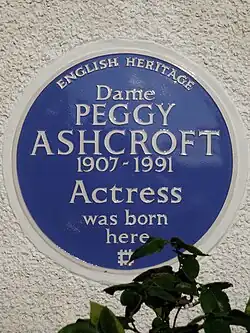 ENGLISH HERITAGE
Dame
PEGGY
ASHCROFT
1907-1991
Actress
was born
here